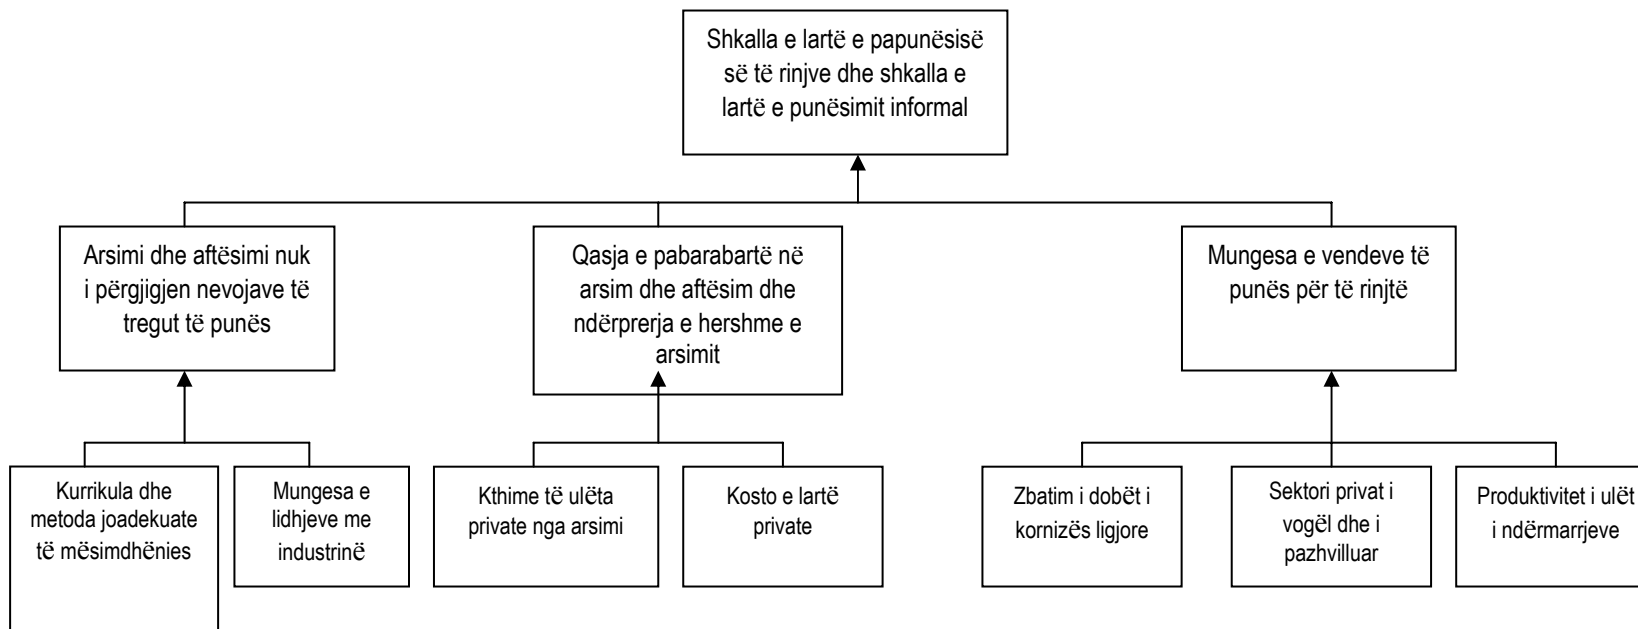 Shkalla e lartë e papunësisë
së të rinjve dhe shkalla e
lartë e punësimit informal
Arsimi dhe aftësimi nuk
i përgjigjen nevojave të
tregut të punës
Qasja e pabarabartë në
arsim dhe aftësim dhe
ndërprerja e hershme e
arsimit
Mungesa e vendeve të
punës për të rinjtë
Kurrikula dhe
metoda joadekuate
të mësimdhënies
Mungesa e
lidhjeve me
industrinë
Kthime të ulëta
private nga arsimi
Kosto e lartë
private
Zbatim i dobët i
kornizës ligjore
Sektori privat i
vogël dhe i
pazhvilluar
Produktivitet i ulët
i ndërmarrjeve